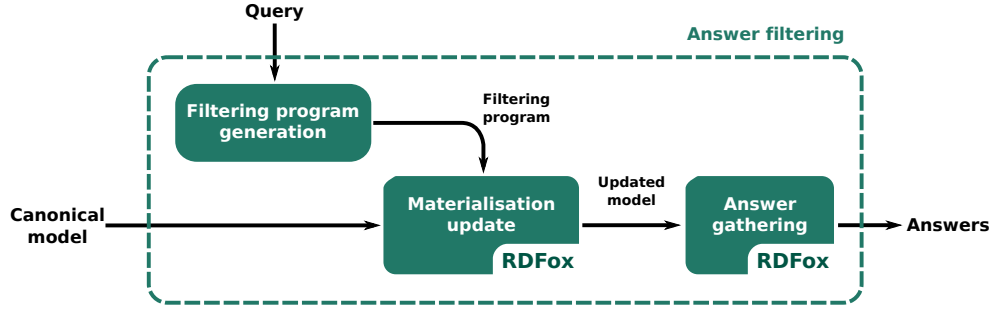 Query
Answer filtering
Filtering program
generation
Filtering
program
Canonical
model
Materialisation
update
RDFox
Updated
model
Answer
gathering
RDFox
Answers